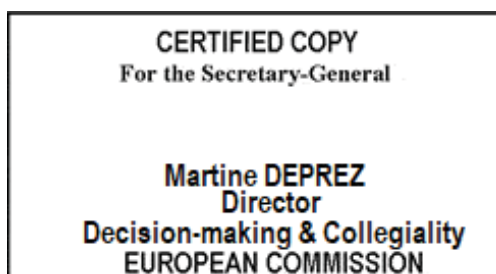 CERTIFIED COPY
For the Secretary-General
Martine DEPREZ
Director
Decision-making & Collegiality
EUROPEAN COMMISSION